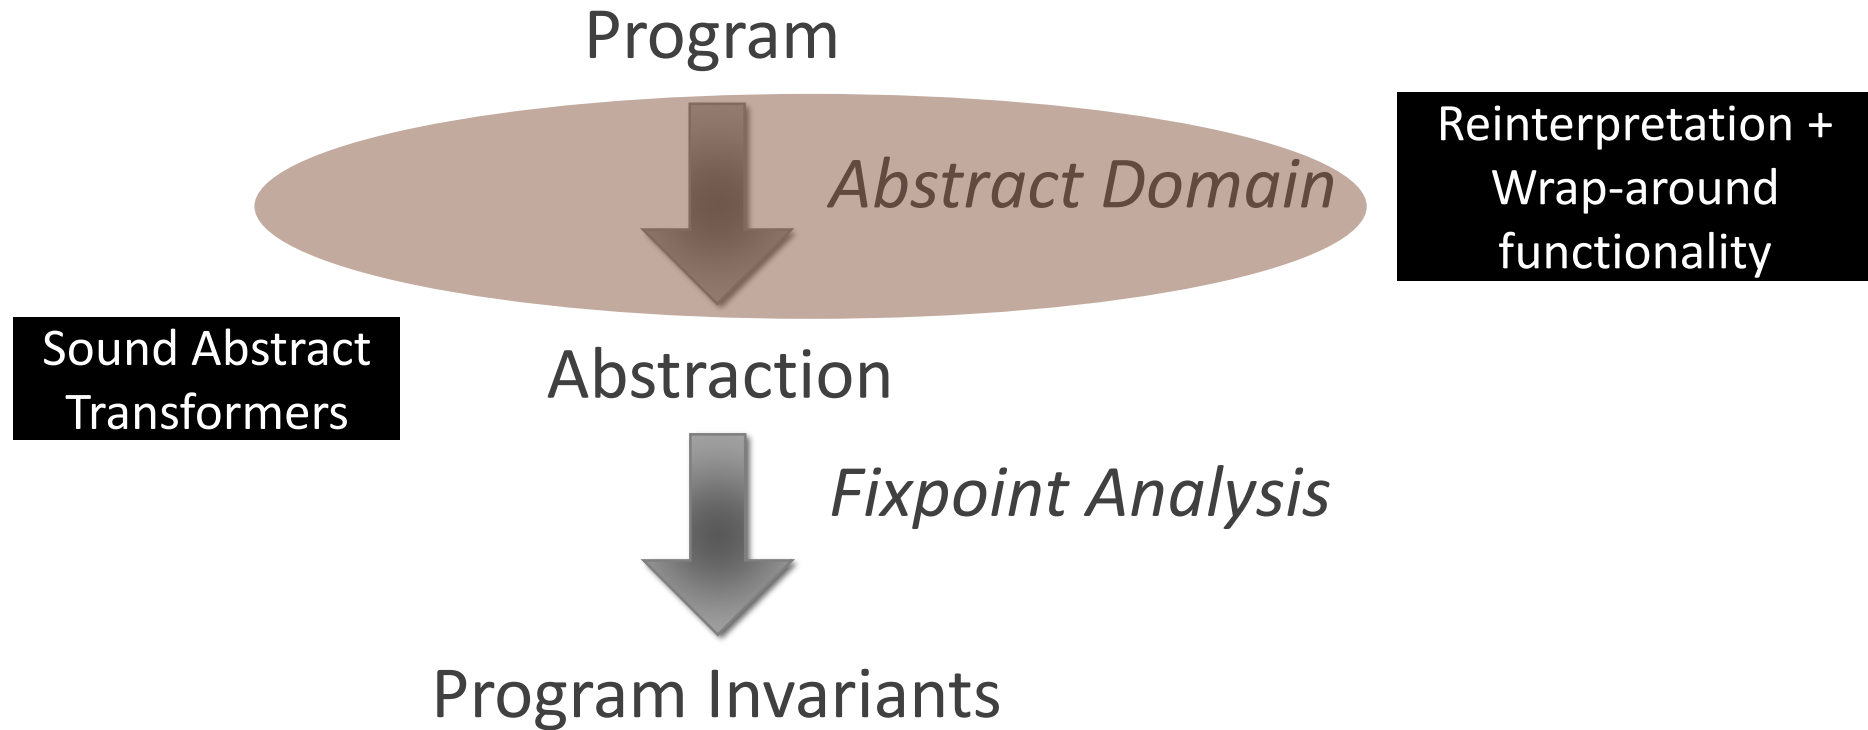 Program
Abstract Domain
Reinterpretation +
Wrap-around
functionality
Sound Abstract
Transformers
Abstraction
Fixpoint Analysis
Program Invariants